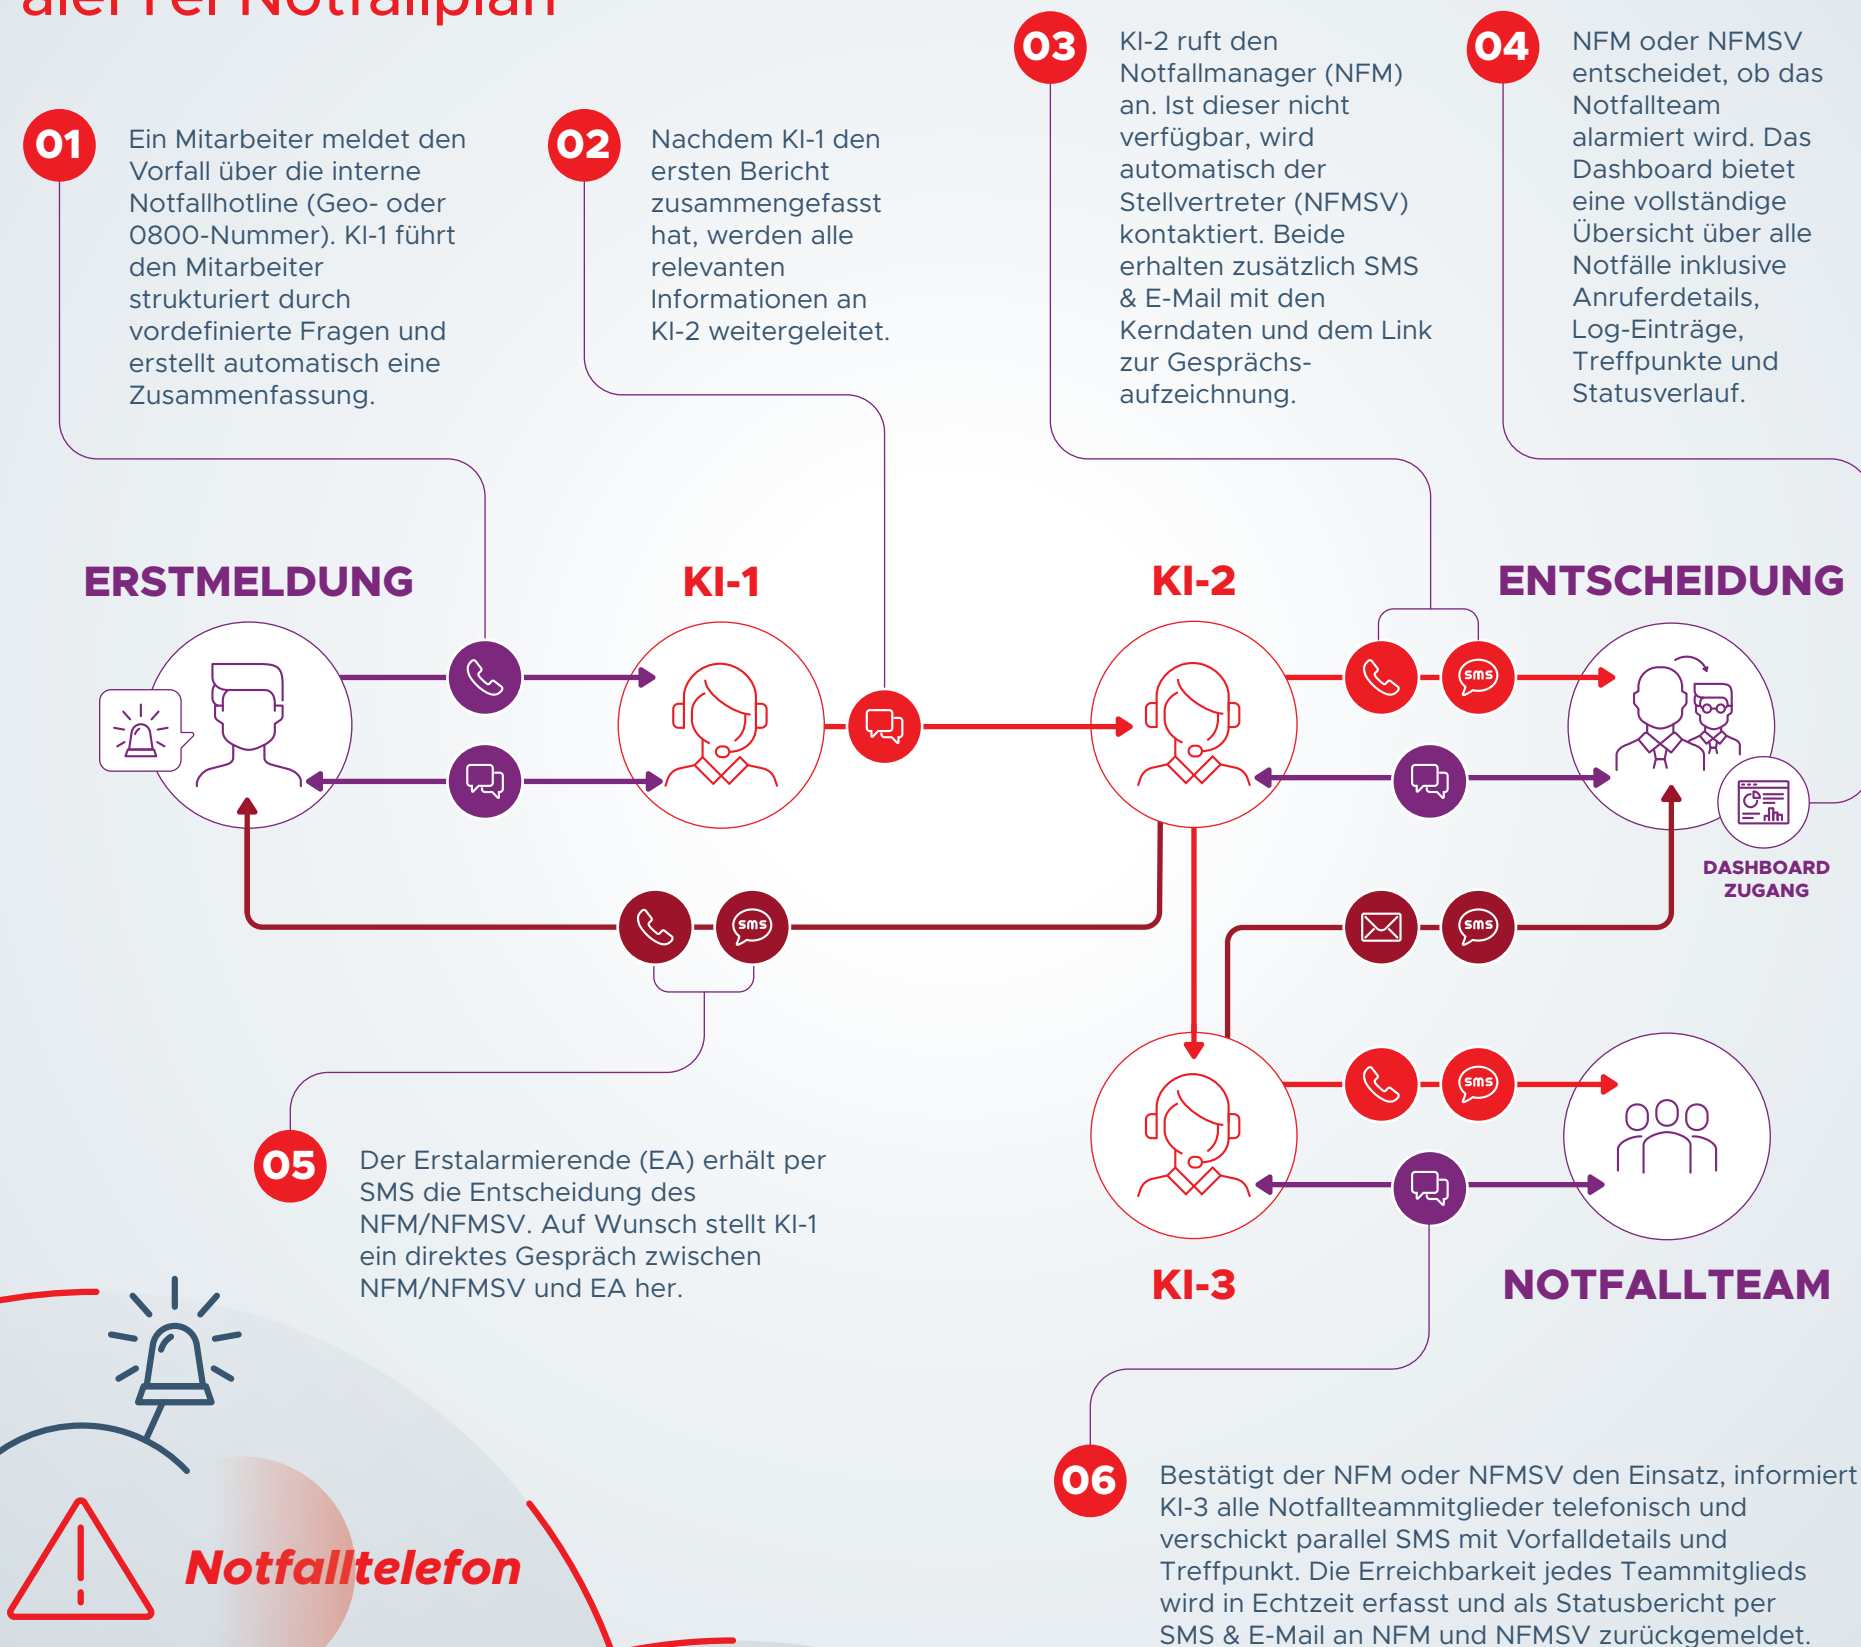 Notfallplan
01
Ein Mitarbeiter meldet den
Vorfall über die interne
Notfallhotline (Geo- oder
0800-Nummer). KI-1 führt
den Mitarbeiter
strukturiert durch
vordefinierte Fragen und
erstellt automatisch eine
Zusammenfassung.
02
Nachdem KI-1 den
ersten Bericht
zusammengefasst
hat, werden alle
relevanten
Informationen an
KI-2 weitergeleitet.
03
KI-2 ruft den
Notfallmanager (NFM)
an. Ist dieser nicht
verfügbar, wird
automatisch der
Stellvertreter (NFMSV)
kontaktiert. Beide
erhalten zusätzlich SMS
& E-Mail mit den
Kerndaten und dem Link
zur Gesprächs-
aufzeichnung.
04
NFM oder NFMSV
entscheidet, ob das
Notfallteam
alarmiert wird. Das
Dashboard bietet
eine vollständige
Übersicht über alle
Notfälle inklusive
Anruferdetails,
Log-Einträge,
Treffpunkte und
Statusverlauf.
ERSTMELDUNG
KI-1
KI-2
ENTSCHEIDUNG
sms
DASHBOARD
ZUGANG
sms
sms
sms
05
Der Erstalarmierende (EA) erhält per
SMS die Entscheidung des
NFM/NFMSV. Auf Wunsch stellt KI-1
ein direktes Gespräch zwischen
NFM/NFMSV und EA her.
KI-3
NOTFALLTEAM
06
Bestätigt der NFM oder NFMSV den Einsatz, informiert
KI-3 alle Notfallteammitglieder telefonisch und
verschickt parallel SMS mit Vorfalldetails und
Treffpunkt. Die Erreichbarkeit jedes Teammitglieds
wird in Echtzeit erfasst und als Statusbericht per
SMS & E-Mail an NFM und NFMSV zurückgemeldet.
Notfalltelefon